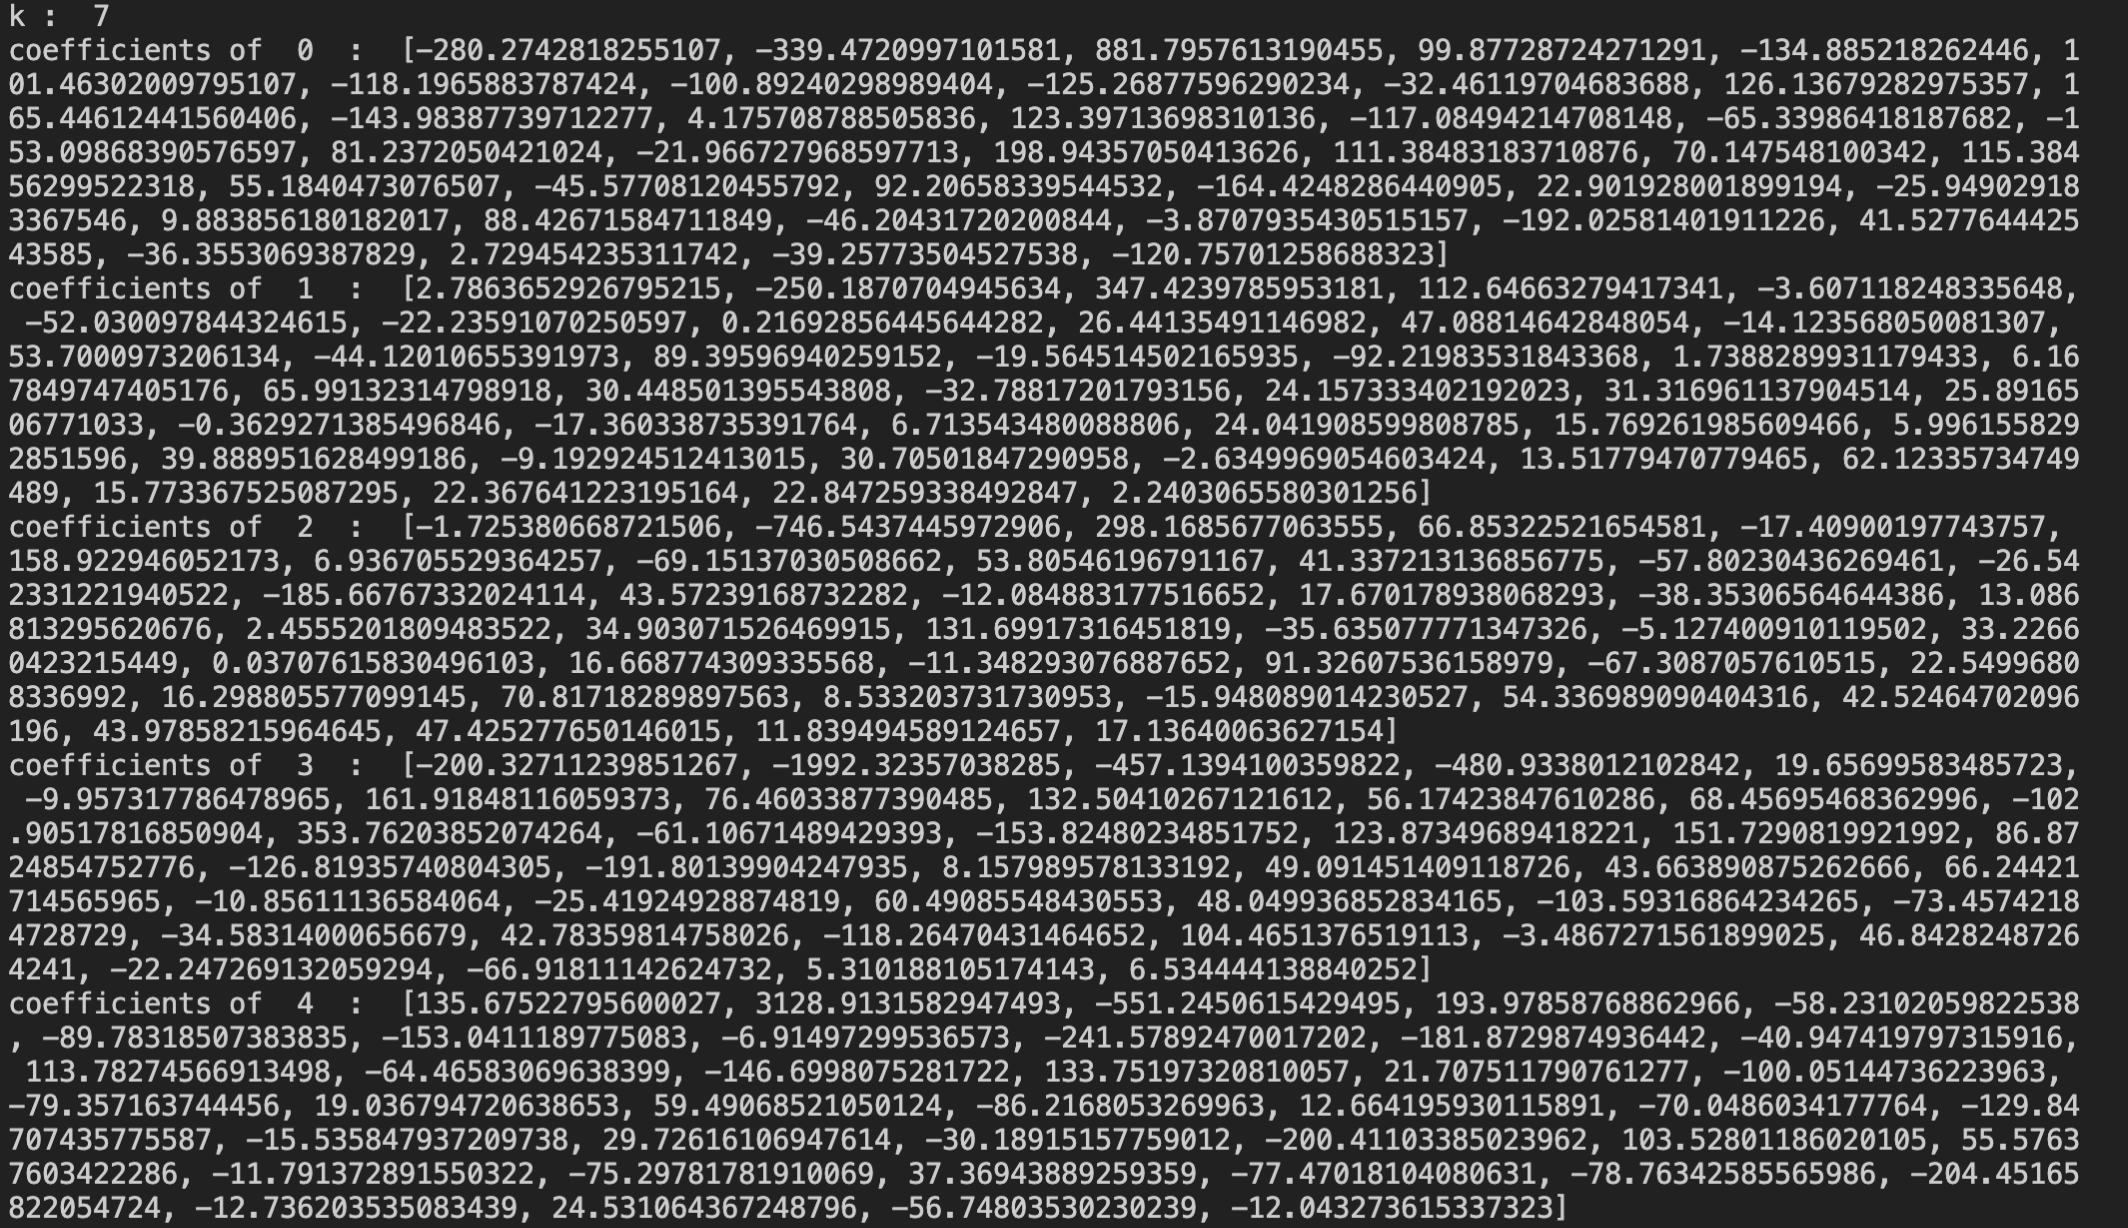 k :  7
coefficients of  0  :  [-280.2742818255107, -339.4720997101581, 881.7957613190455, 99.87728724271291, -134.885218262446, 1
01.46302009795107, -118.1965883787424, -100.89240298989404, -125.26877596290234, -32.46119704683688, 126.13679282975357, 1
65.44612441560406, -143.98387739712277, 4.175708788505836, 123.39713698310136, -117.08494214708148, -65.33986418187682, -1
53.09868390576597, 81.2372050421024, -21.966727968597713, 198.94357050413626, 111.38483183710876, 70.147548100342, 115.384
56299522318, 55.1840473076507, -45.57708120455792, 92.20658339544532, -164.4248286440905, 22.901928001899194, -25.94902918
3367546, 9.883856180182017, 88.42671584711849, -46.20431720200844, -3.8707935430515157, -192.02581401911226, 41.5277644425
43585, -36.3553069387829, 2.729454235311742, -39.25773504527538, -120.75701258688323]
coefficients of  1  :  [2.7863652926795215, -250.1870704945634, 347.4239785953181, 112.64663279417341, -3.607118248335648,
 -52.030097844324615, -22.23591070250597, 0.21692856445644282, 26.44135491146982, 47.08814642848054, -14.123568050081307,
53.7000973206134, -44.12010655391973, 89.39596940259152, -19.564514502165935, -92.21983531843368, 1.7388289931179433, 6.16
7849747405176, 65.99132314798918, 30.448501395543808, -32.78817201793156, 24.157333402192023, 31.316961137904514, 25.89165
06771033, -0.3629271385496846, -17.360338735391764, 6.713543480088806, 24.041908599808785, 15.769261985609466, 5.996155829
2851596, 39.888951628499186, -9.192924512413015, 30.70501847290958, -2.6349969054603424, 13.51779470779465, 62.12335734749
489, 15.773367525087295, 22.367641223195164, 22.847259338492847, 2.2403065580301256]
coefficients of  2  :  [-1.725380668721506, -746.5437445972906, 298.1685677063555, 66.85322521654581, -17.40900197743757,
158.922946052173, 6.936705529364257, -69.15137030508662, 53.80546196791167, 41.337213136856775, -57.80230436269461, -26.54
2331221940522, -185.66767332024114, 43.57239168732282, -12.084883177516652, 17.670178938068293, -38.35306564644386, 13.086
813295620676, 2.4555201809483522, 34.903071526469915, 131.69917316451819, -35.635077771347326, -5.127400910119502, 33.2266
0423215449, 0.03707615830496103, 16.668774309335568, -11.348293076887652, 91.32607536158979, -67.3087057610515, 22.5499680
8336992, 16.298805577099145, 70.81718289897563, 8.533203731730953, -15.948089014230527, 54.336989090404316, 42.52464702096
196, 43.97858215964645, 47.425277650146015, 11.839494589124657, 17.13640063627154]
coefficients of  3  :  [-200.32711239851267, -1992.32357038285, -457.1394100359822, -480.9338012102842, 19.65699583485723,
 -9.957317786478965, 161.91848116059373, 76.46033877390485, 132.50410267121612, 56.17423847610286, 68.45695468362996, -102
.90517816850904, 353.76203852074264, -61.10671489429393, -153.82480234851752, 123.87349689418221, 151.7290819921992, 86.87
24854752776, -126.81935740804305, -191.80139904247935, 8.157989578133192, 49.091451409118726, 43.663890875262666, 66.24421
714565965, -10.85611136584064, -25.41924928874819, 60.49085548430553, 48.049936852834165, -103.59316864234265, -73.4574218
4728729, -34.58314000656679, 42.78359814758026, -118.26470431464652, 104.4651376519113, -3.4867271561899025, 46.8428248726
4241, -22.247269132059294, -66.91811142624732, 5.310188105174143, 6.534444138840252]
coefficients of  4  :  [135.67522795600027, 3128.9131582947493, -551.2450615429495, 193.97858768862966, -58.23102059822538
, -89.78318507383835, -153.0411189775083, -6.91497299536573, -241.57892470017202, -181.8729874936442, -40.947419797315916,
 113.78274566913498, -64.46583069638399, -146.6998075281722, 133.75197320810057, 21.707511790761277, -100.05144736223963,
-79.357163744456, 19.036794720638653, 59.49068521050124, -86.2168053269963, 12.664195930115891, -70.0486034177764, -129.84
707435775587, -15.535847937209738, 29.72616106947614, -30.18915157759012, -200.41103385023962, 103.52801186020105, 55.5763
7603422286, -11.791372891550322, -75.29781781910069, 37.36943889259359, -77.47018104080631, -78.76342585565986, -204.45165
822054724, -12.736203535083439, 24.531064367248796, -56.74803530230239, -12.043273615337323]